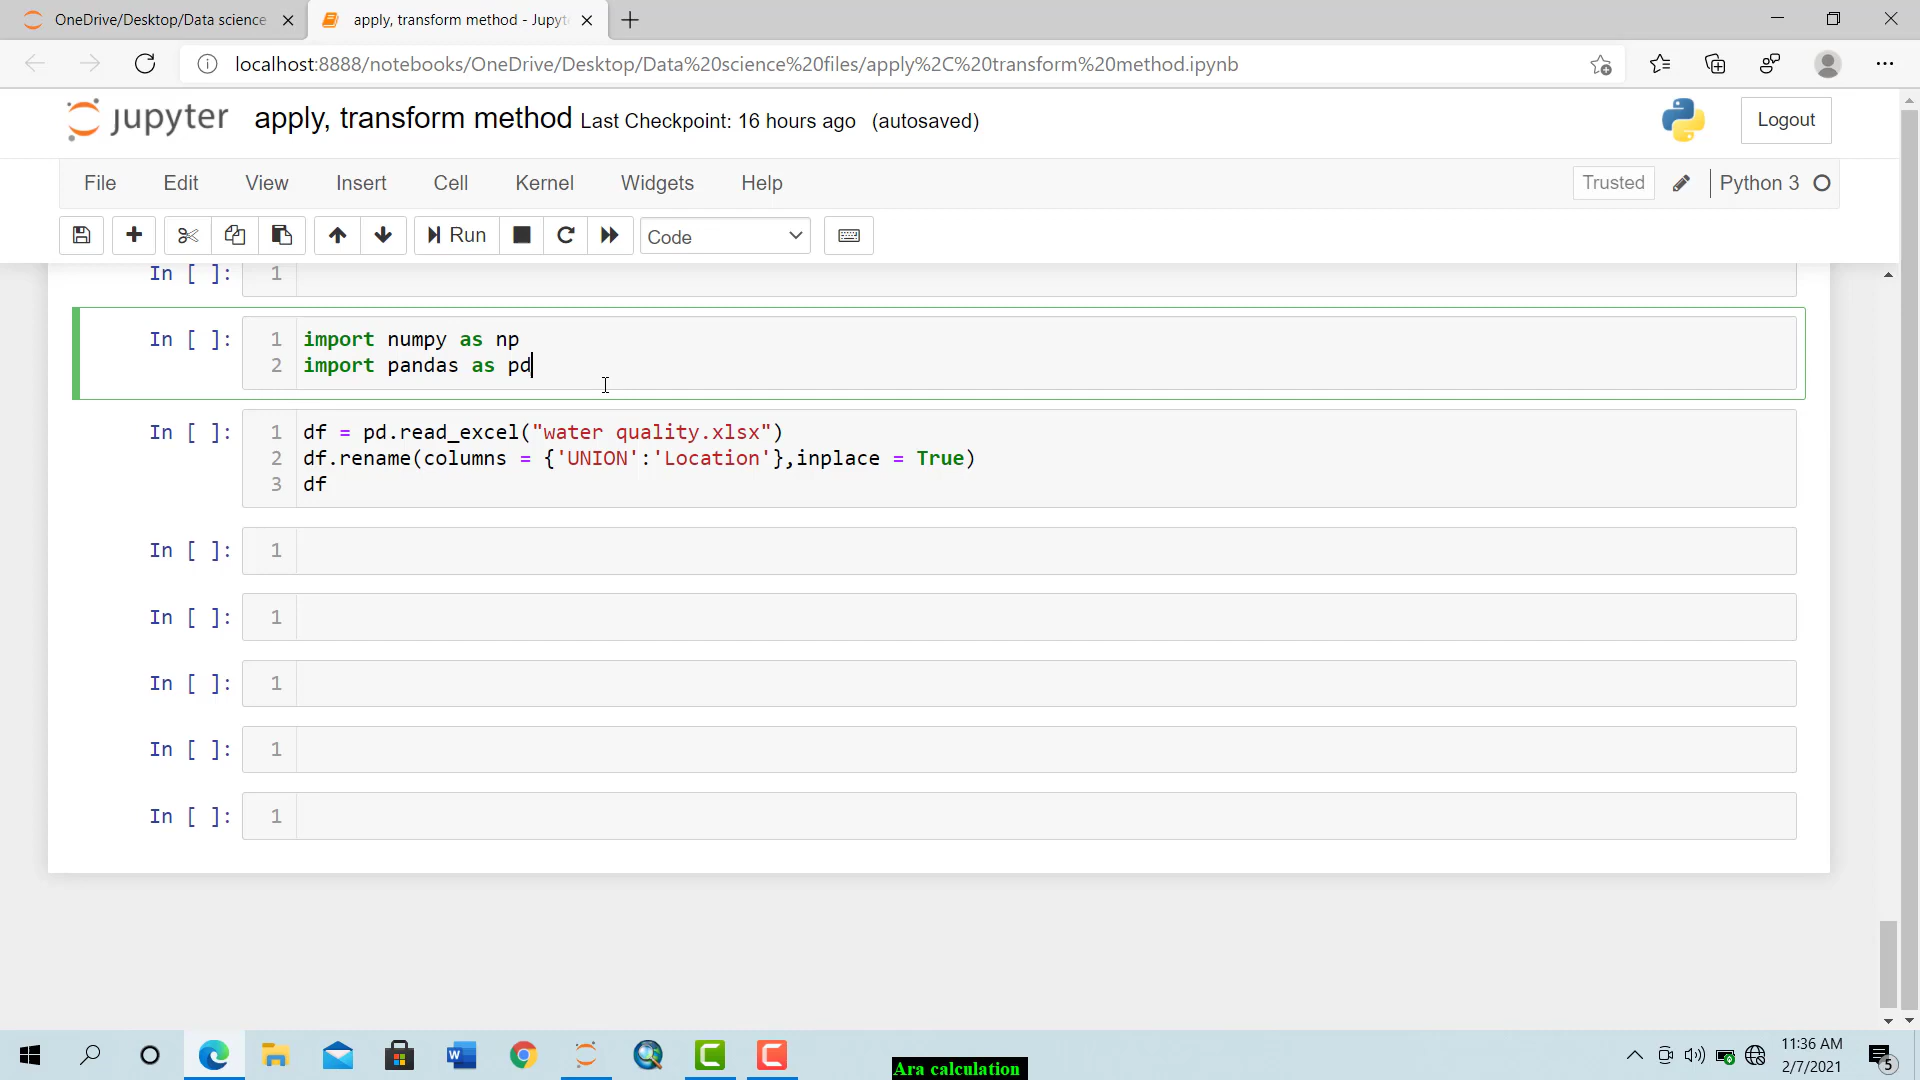 OneDrive/Desktop/Data science
apply, transform method - Jupyt
localhost:8888/notebooks/OneDrive/Desktop/Data%20science%20files/apply%2C%20transform%20method.ipynb
jupyter apply, transform method Last Checkpoint: 16 hours ago (autosaved)
Logout
File Edit View Insert Cell Kernel Widgets Help
Trusted Python 3
Run Code
In [ ]: 1
In [ ]: 1 import numpy as np
2 import pandas as pd
In [ ]: 1 df = pd.read_excel("water quality.xlsx")
2 df.rename(columns = {'UNION':'Location'},inplace = True)
3 df
In [ ]: 1
In [ ]: 1
In [ ]: 1
In [ ]: 1
In [ ]: 1
Ara calculation
11:36 AM
2/7/2021
5